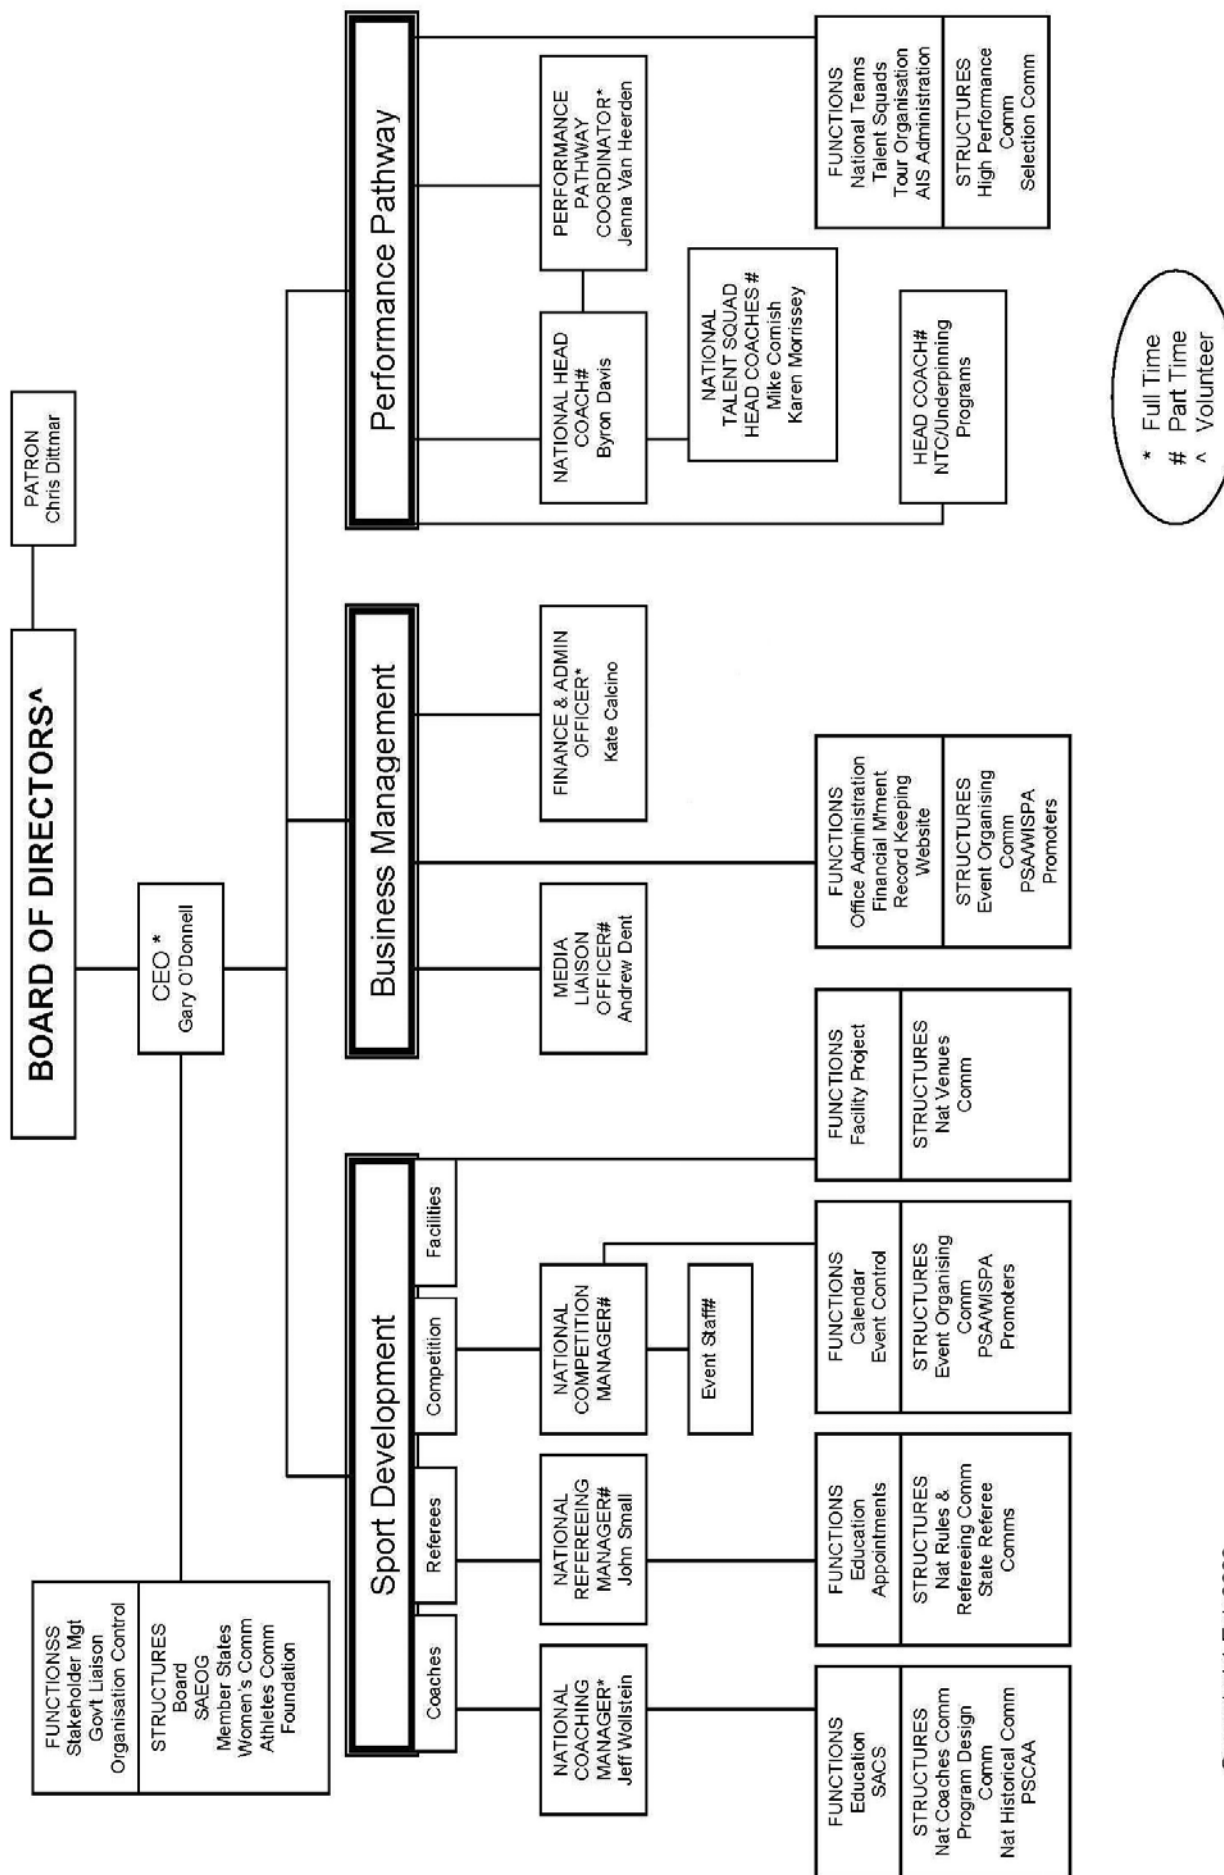 BOARD OF DIRECTORS^
PATRON
Chris Dittmar
CEO *
Gary O'Donnell
FUNCTIONSS
Stakeholder Mgt
Gov't Liaison
Organisation Control
STRUCTURES
Board
SAEOG
Member States
Women's Comm
Athletes Comm
Foundation
Sport Development
Business Management
Performance Pathway
Coaches
Referees
Competition
Facilities
NATIONAL
COACHING
MANAGER*
Jeff Wollstein
NATIONAL
REFEREEING
MANAGER#
John Small
NATIONAL
COMPETITION
MANAGER#
Event Staff#
MEDIA
LIAISON
OFFICER#
Andrew Dent
FINANCE & ADMIN
OFFICER*
Kate Calcino
NATIONAL HEAD
COACH#
Byron Davis
PERFORMANCE
PATHWAY
COORDINATOR*
Jenna Van Heerden
NATIONAL
TALENT SQUAD
HEAD COACHES #
Mike Cornish
Karen Morrissey
HEAD COACH#
NTC/Underpinning
Programs
FUNCTIONS
Education
SACS
STRUCTURES
Nat Coaches Comm
Program Design
Comm
Nat Historical Comm
PSCAA
FUNCTIONS
Education
Appointments
STRUCTURES
Nat Rules &
Refereeing Comm
State Referee
Comms
FUNCTIONS
Calendar
Event Control
STRUCTURES
Event Organising
Comm
PSA/WISPA
Promoters
FUNCTIONS
Facility Project
STRUCTURES
Nat Venues
Comm
FUNCTIONS
Office Administration
Financial M'ment
Record Keeping
Website
STRUCTURES
Event Organising
Comm
PSA/WISPA
Promoters
FUNCTIONS
National Teams
Talent Squads
Tour Organisation
AIS Administration
STRUCTURES
High Performance
Comm
Selection Comm
* Full Time
# Part Time
^ Volunteer